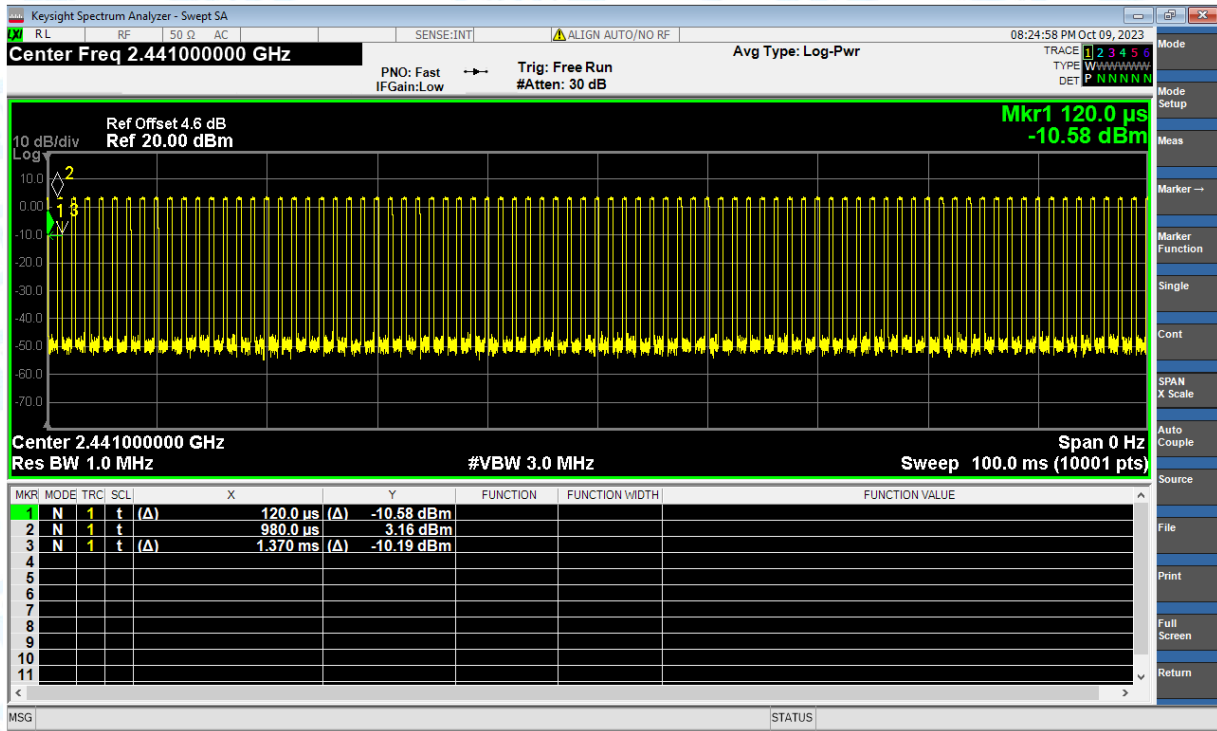 Keysight Spectrum Analyzer - Swept SA
LXI RL RF 50 Ω AC SENSE:INT ALIGN AUTO/NO RF 08:24:58 PM Oct 09, 2023
Center Freq 2.441000000 GHz
PNO: Fast
IFGain:Low
Trig: Free Run
#Atten: 30 dB
Avg Type: Log-Pwr
TRACE 1 2 3 4 5 6
TYPE WWWWWW
DET P N N N N N
Mkr1 120.0 µs
-10.58 dBm
Ref Offset 4.6 dB
10 dB/div Ref 20.00 dBm
Log
10.0
0.00
-10.0
-20.0
-30.0
-40.0
-50.0
-60.0
-70.0
2
1 3
Center 2.441000000 GHz Span 0 Hz
Res BW 1.0 MHz #VBW 3.0 MHz Sweep 100.0 ms (10001 pts)
MKR MODE TRC SCL X Y FUNCTION FUNCTION WIDTH FUNCTION VALUE
1 N 1 t (Δ) 120.0 µs (Δ) -10.58 dBm
2 N 1 t 980.0 µs 3.16 dBm
3 N 1 t (Δ) 1.370 ms (Δ) -10.19 dBm
4
5
6
7
8
9
10
11
MSG STATUS
Mode
Mode
Setup
Meas
Marker →
Marker
Function
Single
Cont
SPAN
X Scale
Auto
Couple
Source
File
Print
Full
Screen
Return